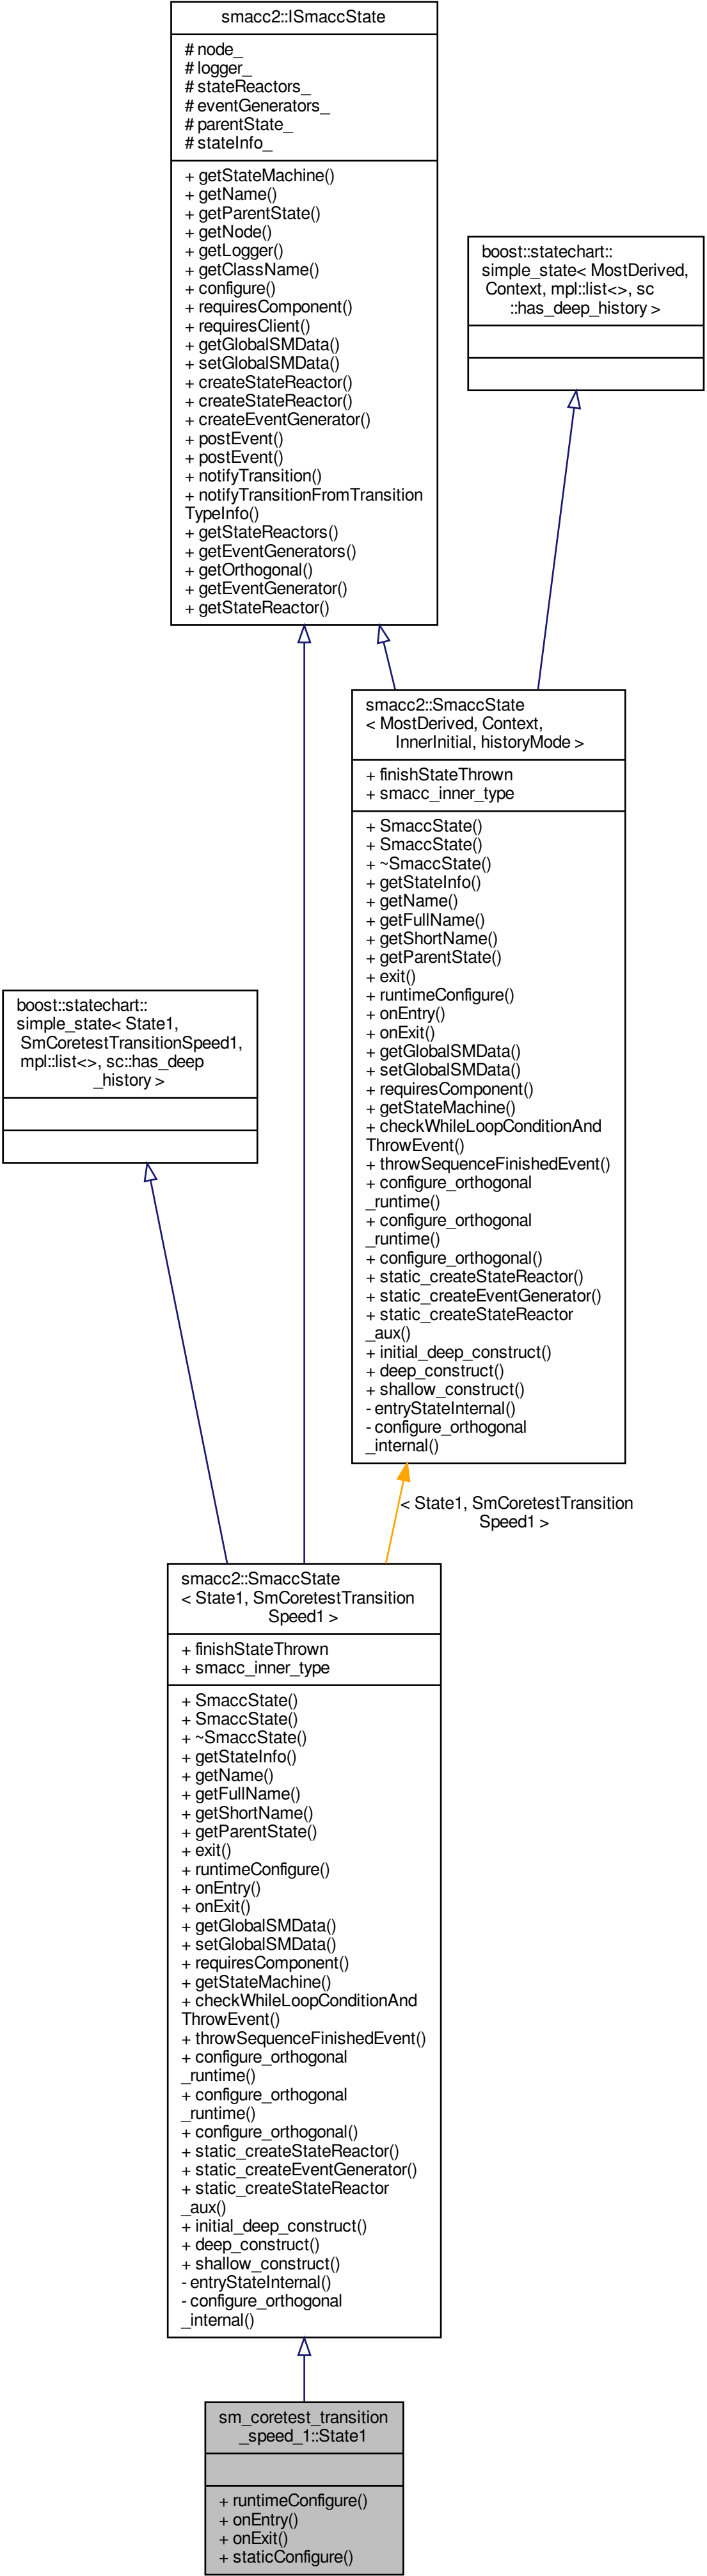 smacc2::ISmaccState
# node_
# logger_
# stateReactors_
# eventGenerators_
# parentState_
# stateInfo_
+ getStateMachine()
+ getName()
+ getParentState()
+ getNode()
+ getLogger()
+ getClassName()
+ configure()
+ requiresComponent()
+ requiresClient()
+ getGlobalSMData()
+ setGlobalSMData()
+ createStateReactor()
+ createStateReactor()
+ createEventGenerator()
+ postEvent()
+ postEvent()
+ notifyTransition()
+ notifyTransitionFromTransition
TypeInfo()
+ getStateReactors()
+ getEventGenerators()
+ getOrthogonal()
+ getEventGenerator()
+ getStateReactor()
boost::statechart::
simple_state< MostDerived,
Context, mpl::list<>, sc
::has_deep_history >
smacc2::SmaccState
< MostDerived, Context,
InnerInitial, historyMode >
+ finishStateThrown
+ smacc_inner_type
+ SmaccState()
+ SmaccState()
+ ~SmaccState()
+ getStateInfo()
+ getName()
+ getFullName()
+ getShortName()
+ getParentState()
+ exit()
+ runtimeConfigure()
+ onEntry()
+ onExit()
+ getGlobalSMData()
+ setGlobalSMData()
+ requiresComponent()
+ getStateMachine()
+ checkWhileLoopConditionAnd
ThrowEvent()
+ throwSequenceFinishedEvent()
+ configure_orthogonal
_runtime()
+ configure_orthogonal
_runtime()
+ configure_orthogonal()
+ static_createStateReactor()
+ static_createEventGenerator()
+ static_createStateReactor
_aux()
+ initial_deep_construct()
+ deep_construct()
+ shallow_construct()
- entryStateInternal()
- configure_orthogonal
_internal()
boost::statechart::
simple_state< State1,
SmCoretestTransitionSpeed1,
mpl::list<>, sc::has_deep
_history >
< State1, SmCoretestTransition
Speed1 >
smacc2::SmaccState
< State1, SmCoretestTransition
Speed1 >
+ finishStateThrown
+ smacc_inner_type
+ SmaccState()
+ SmaccState()
+ ~SmaccState()
+ getStateInfo()
+ getName()
+ getFullName()
+ getShortName()
+ getParentState()
+ exit()
+ runtimeConfigure()
+ onEntry()
+ onExit()
+ getGlobalSMData()
+ setGlobalSMData()
+ requiresComponent()
+ getStateMachine()
+ checkWhileLoopConditionAnd
ThrowEvent()
+ throwSequenceFinishedEvent()
+ configure_orthogonal
_runtime()
+ configure_orthogonal
_runtime()
+ configure_orthogonal()
+ static_createStateReactor()
+ static_createEventGenerator()
+ static_createStateReactor
_aux()
+ initial_deep_construct()
+ deep_construct()
+ shallow_construct()
- entryStateInternal()
- configure_orthogonal
_internal()
sm_coretest_transition
_speed_1::State1
+ runtimeConfigure()
+ onEntry()
+ onExit()
+ staticConfigure()